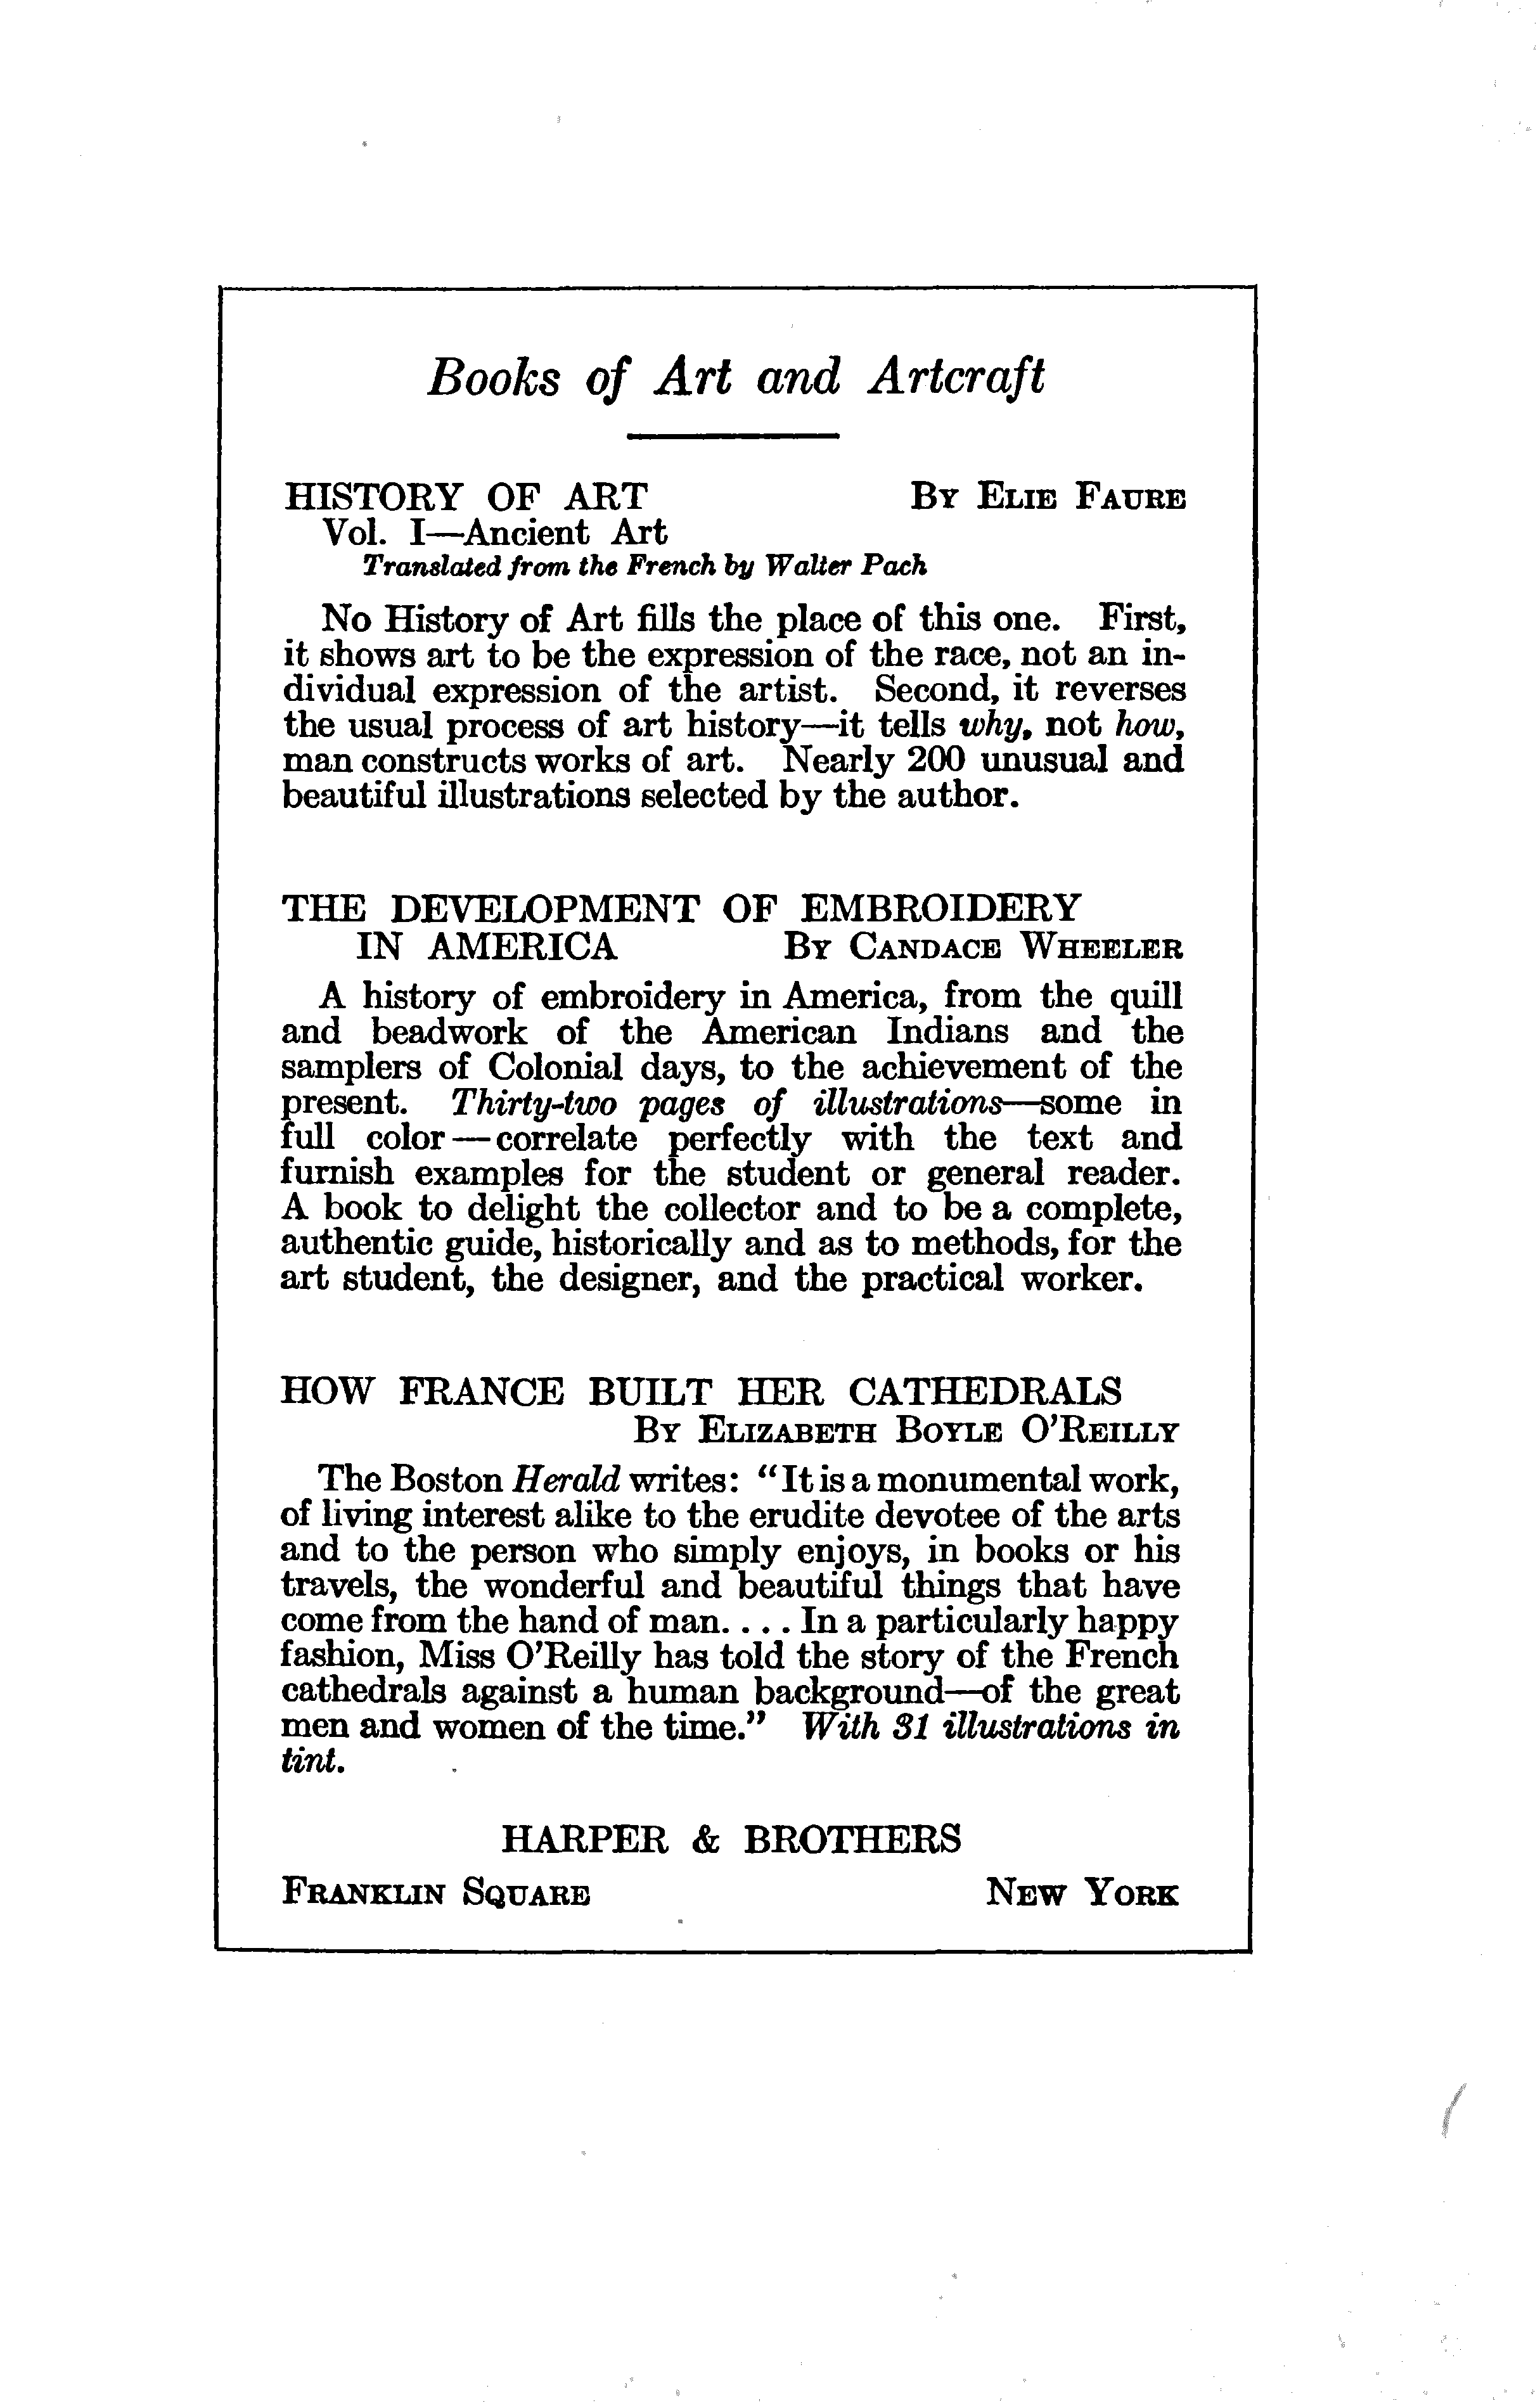 Books of Art and Artcraft
HISTORY OF ART By Elie Faure
Vol. I—Ancient Art
Translated from the French by Walter Pach
No History of Art fills the place of this one. First,
it shows art to be the expression of the race, not an in-
dividual expression of the artist. Second, it reverses
the usual process of art history—it tells why, not how,
man constructs works of art. Nearly 200 unusual and
beautiful illustrations selected by the author.
THE DEVELOPMENT OF EMBROIDERY
IN AMERICA By Candace Wheeler
A history of embroidery in America, from the quill
and beadwork of the American Indians and the
samplers of Colonial days, to the achievement of the
present. Thirty-two pages of illustrations—some in
full color—correlate perfectly with the text and
furnish examples for the student or general reader.
A book to delight the collector and to be a complete,
authentic guide, historically and as to methods, for the
art student, the designer, and the practical worker.
HOW FRANCE BUILT HER CATHEDRALS
By Elizabeth Boyle O'Reilly
The Boston Herald writes: "It is a monumental work,
of living interest alike to the erudite devotee of the arts
and to the person who simply enjoys, in books or his
travels, the wonderful and beautiful things that have
come from the hand of man.... In a particularly happy
fashion, Miss O'Reilly has told the story of the French
cathedrals against a human background—of the great
men and women of the time." With 31 illustrations in
tint.
HARPER & BROTHERS
Franklin Square New York